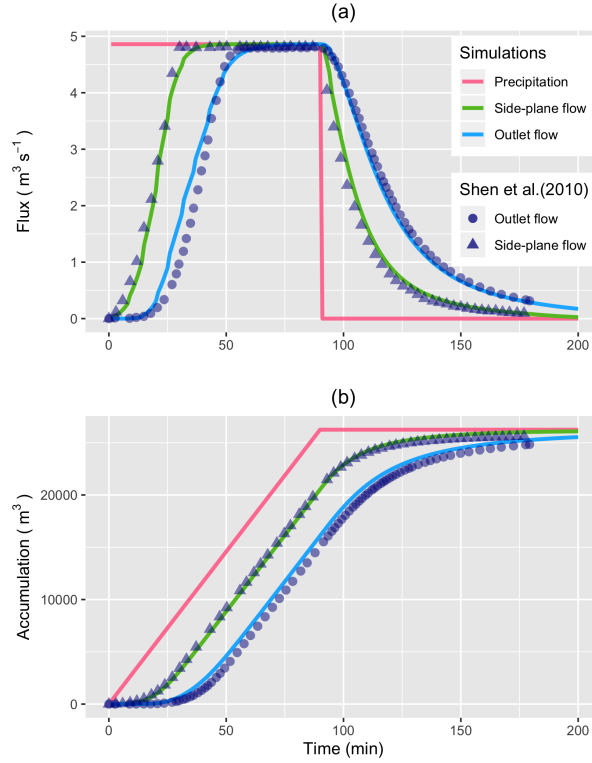 (a)
Flux ( m³ s⁻¹ )
5
4
3
2
1
0
0 50 100 150 200
Simulations
Precipitation
Side-plane flow
Outlet flow
Shen et al.(2010)
Outlet flow
Side-plane flow
(b)
Accumulation ( m³ )
20000
10000
0
0 50 100 150 200
Time (min)